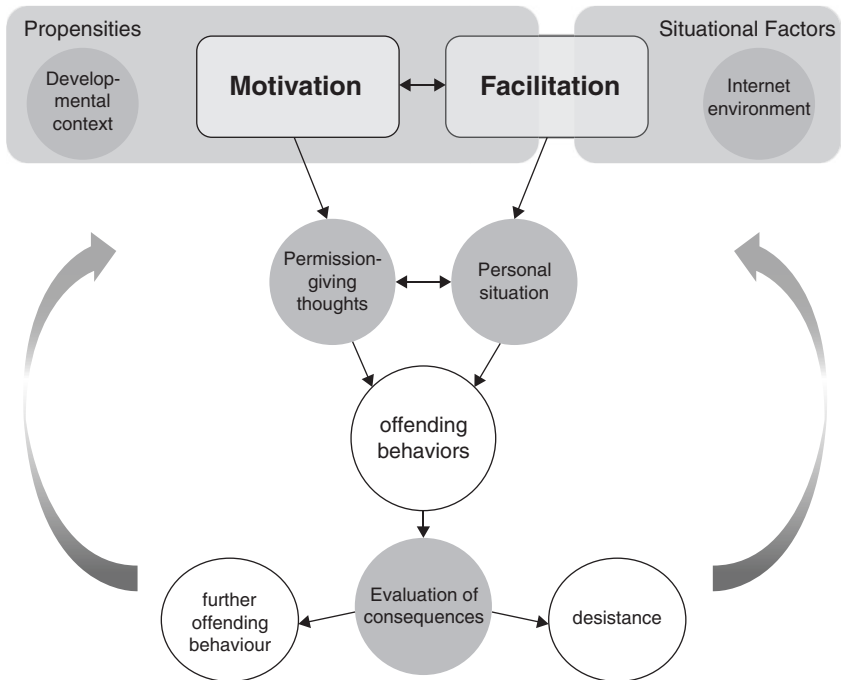 Propensities
Situational Factors
Develop-
mental
context
Motivation
Facilitation
Internet
environment
Permission-
giving
thoughts
Personal
situation
offending
behaviors
Evaluation of
consequences
further
offending
behaviour
desistance